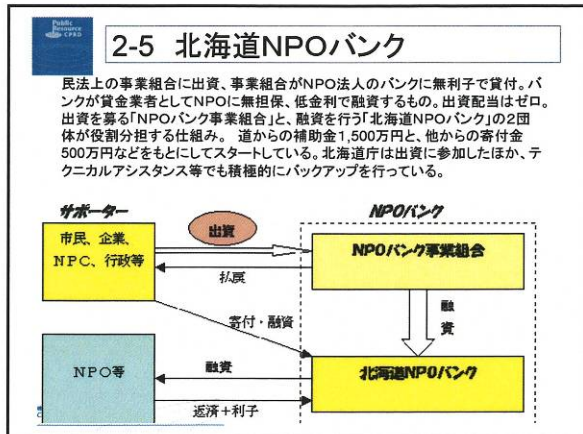 Public
Resource
CPRD
2-5 北海道NPOバンク
民法上の事業組合に出資、事業組合がNPO法人のバンクに無利子で貸付。バ
ンクが貸金業者としてNPOに無担保、低金利で融資するもの。出資配当はゼロ。
出資を募る「NPOバンク事業組合」と、融資を行う「北海道NPOバンク」の2団
体が役割分担する仕組み。 道からの補助金1,500万円と、他からの寄付金
500万円などをもとにしてスタートしている。北海道庁は出資に参加したほか、テ
クニカルアシスタンス等でも積極的にバックアップを行っている。
サポーター
NPOバンク
市民、企業、
NPC、行政等
出資
払戻
NPOバンク事業組合
寄付・融資
融
資
NPO等
融資
返済+利子
北海道NPOバンク